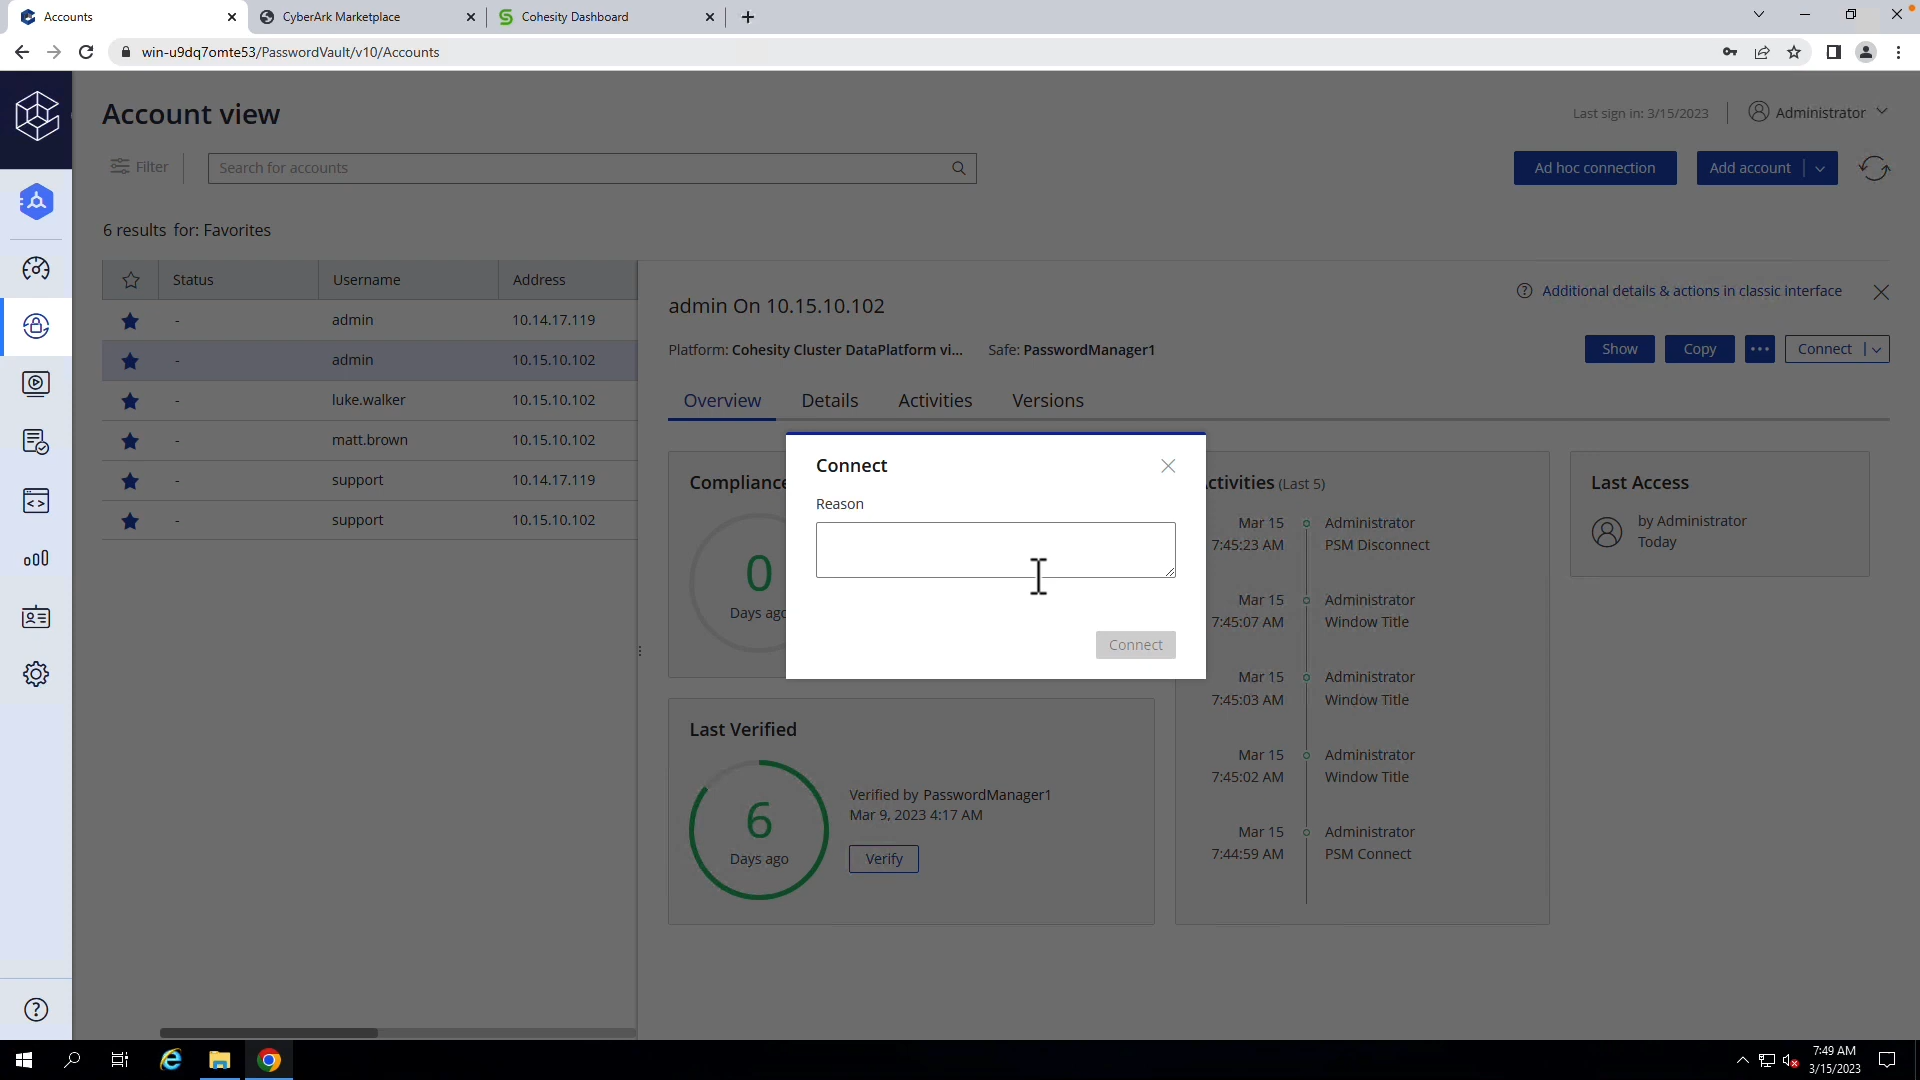 Accounts
CyberArk Marketplace
Cohesity Dashboard
win-u9dq7omte53/PasswordVault/v10/Accounts
Account view
Last sign in: 3/15/2023
Administrator
Filter
Search for accounts
Ad hoc connection
Add account
6 results for: Favorites
Status Username Address
- admin 10.14.17.119
- admin 10.15.10.102
- luke.walker 10.15.10.102
- matt.brown 10.15.10.102
- support 10.14.17.119
- support 10.15.10.102
admin On 10.15.10.102
Additional details & actions in classic interface
Platform: Cohesity Cluster DataPlatform vi... Safe: PasswordManager1
Show
Copy
Connect
Overview Details Activities Versions
Compliance
0
Days ago
Connect
Reason
Connect
Last Verified
6
Days ago
Verified by PasswordManager1
Mar 9, 2023 4:17 AM
Verify
ctivities (Last 5)
Mar 15 Administrator
7:45:23 AM PSM Disconnect
Mar 15 Administrator
7:45:07 AM Window Title
Mar 15 Administrator
7:45:03 AM Window Title
Mar 15 Administrator
7:45:02 AM Window Title
Mar 15 Administrator
7:44:59 AM PSM Connect
Last Access
by Administrator
Today
7:49 AM
3/15/2023